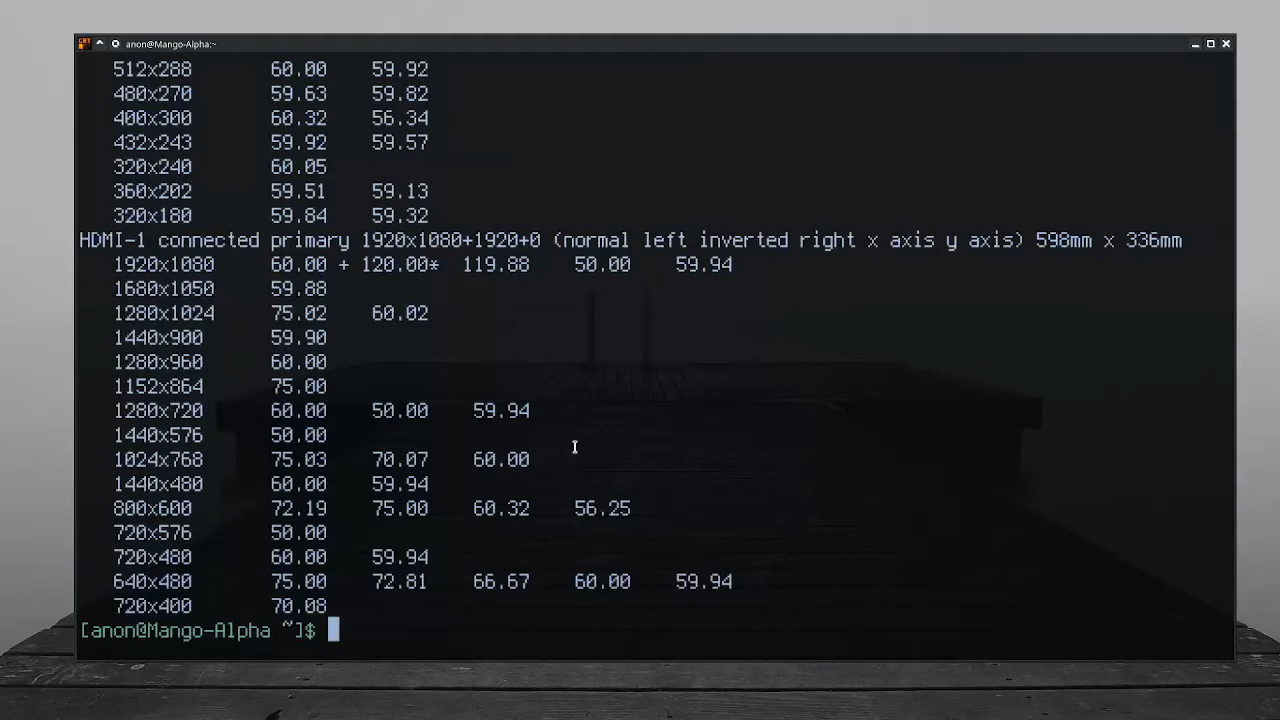 CRT
anon@Mango-Alpha:~
512x288 60.00 59.92
480x270 59.63 59.82
400x300 60.32 56.34
432x243 59.92 59.57
320x240 60.05
360x202 59.51 59.13
320x180 59.84 59.32
HDMI-1 connected primary 1920x1080+1920+0 (normal left inverted right x axis y axis) 598mm x 336mm
1920x1080 60.00 + 120.00* 119.88 50.00 59.94
1680x1050 59.88
1280x1024 75.02 60.02
1440x900 59.90
1280x960 60.00
1152x864 75.00
1280x720 60.00 50.00 59.94
1440x576 50.00
1024x768 75.03 70.07 60.00
1440x480 60.00 59.94
800x600 72.19 75.00 60.32 56.25
720x576 50.00
720x480 60.00 59.94
640x480 75.00 72.81 66.67 60.00 59.94
720x400 70.08
[anon@Mango-Alpha ~]$